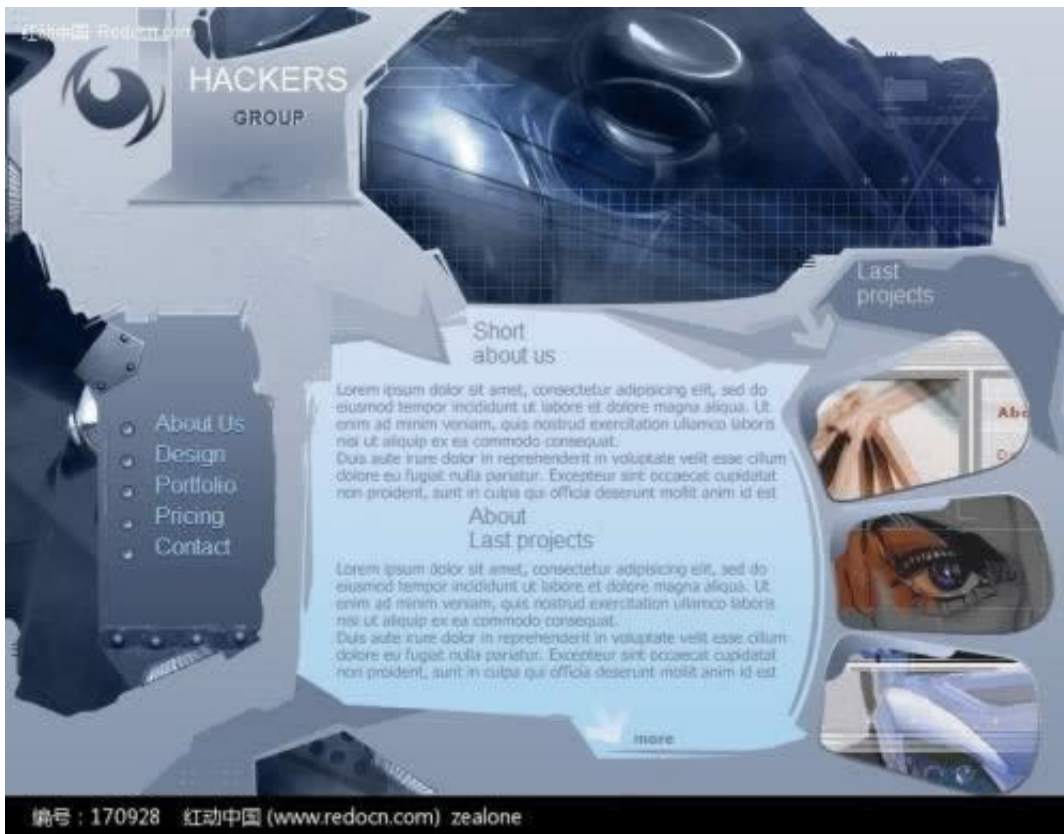 红动中国 Redocn.com
HACKERS
GROUP
Last
projects
Short
about us
Lorem ipsum dolor sit amet, consectetur adipisicing elit, sed do
eiusmod tempor incididunt ut labore et dolore magna aliqua. Ut
enim ad minim veniam, quis nostrud exercitation ullamco laboris
nisi ut aliquip ex ea commodo consequat.
Duis aute irure dolor in reprehenderit in voluptate velit esse cillum
dolore eu fugiat nulla pariatur. Excepteur sint occaecat cupidatat
non proident, sunt in culpa qui officia deserunt mollit anim id est
About
Last projects
Lorem ipsum dolor sit amet, consectetur adipisicing elit, sed do
eiusmod tempor incididunt ut labore et dolore magna aliqua. Ut
enim ad minim veniam, quis nostrud exercitation ullamco laboris
nisi ut aliquip ex ea commodo consequat.
Duis aute irure dolor in reprehenderit in voluptate velit esse cillum
dolore eu fugiat nulla pariatur. Excepteur sint occaecat cupidatat
non proident, sunt in culpa qui officia deserunt mollit anim id est
more
About Us
Design
Portfolio
Pricing
Contact
Abo
编号：170928 红动中国 (www.redocn.com) zealone